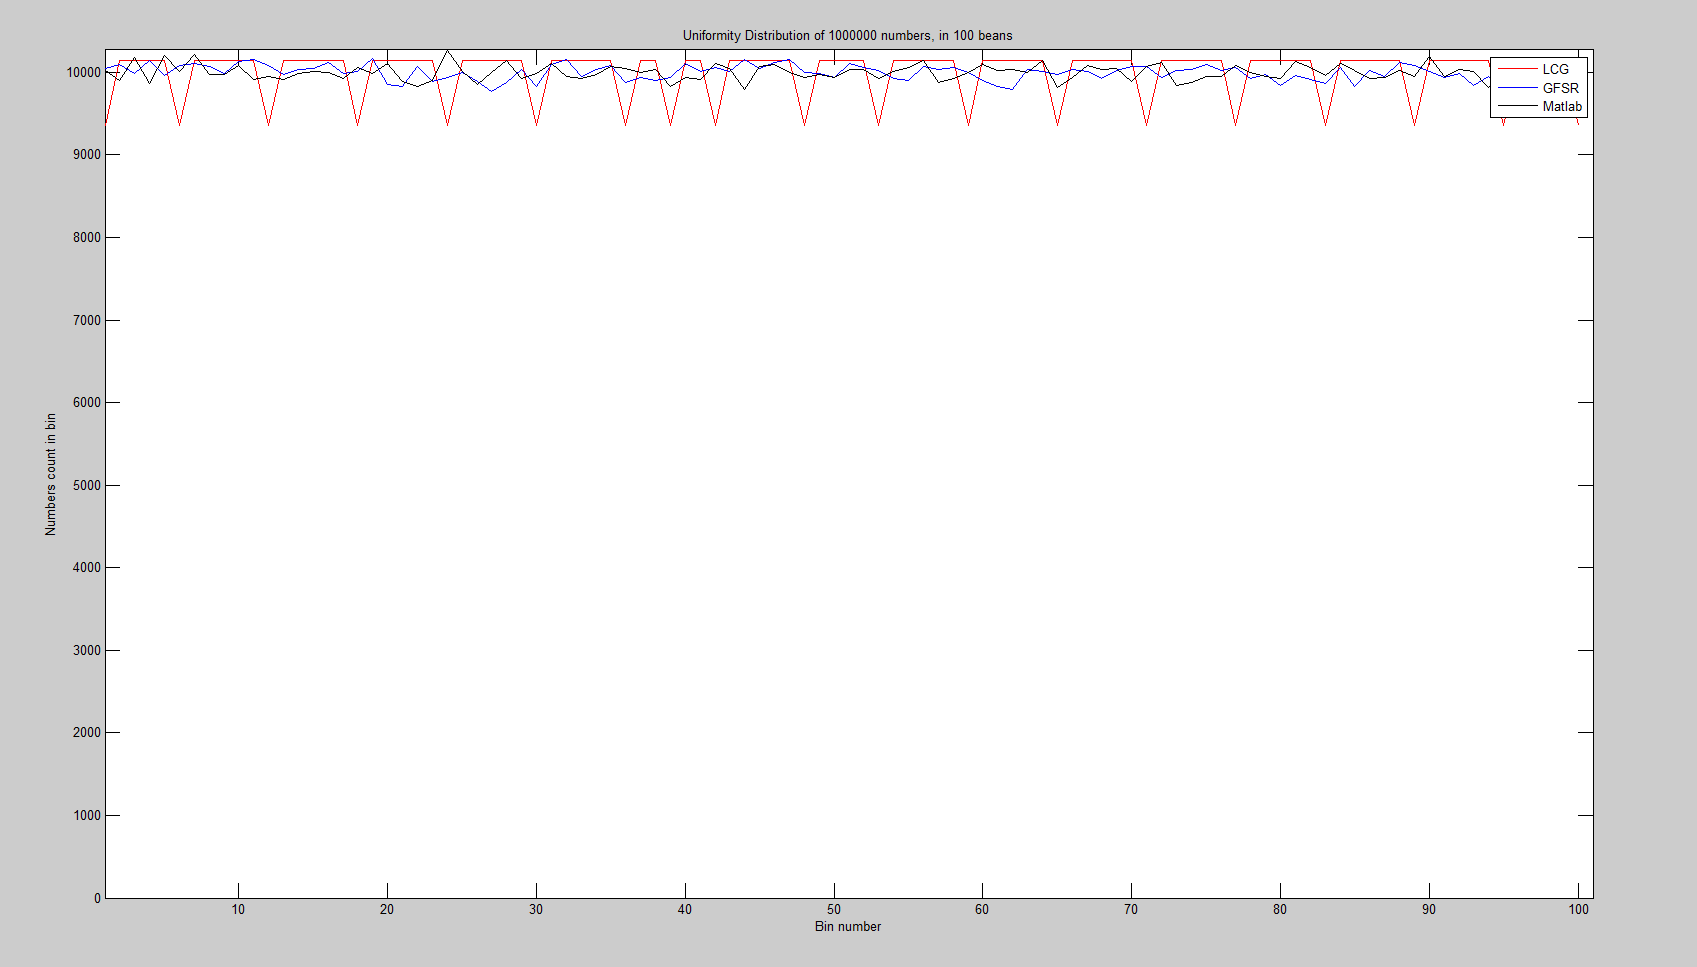 Uniformity Distribution of 1000000 numbers, in 100 beans
LCG
GFSR
Matlab
10000
9000
8000
7000
6000
5000
4000
3000
2000
1000
0
Numbers count in bin
10 20 30 40 50 60 70 80 90 100
Bin number